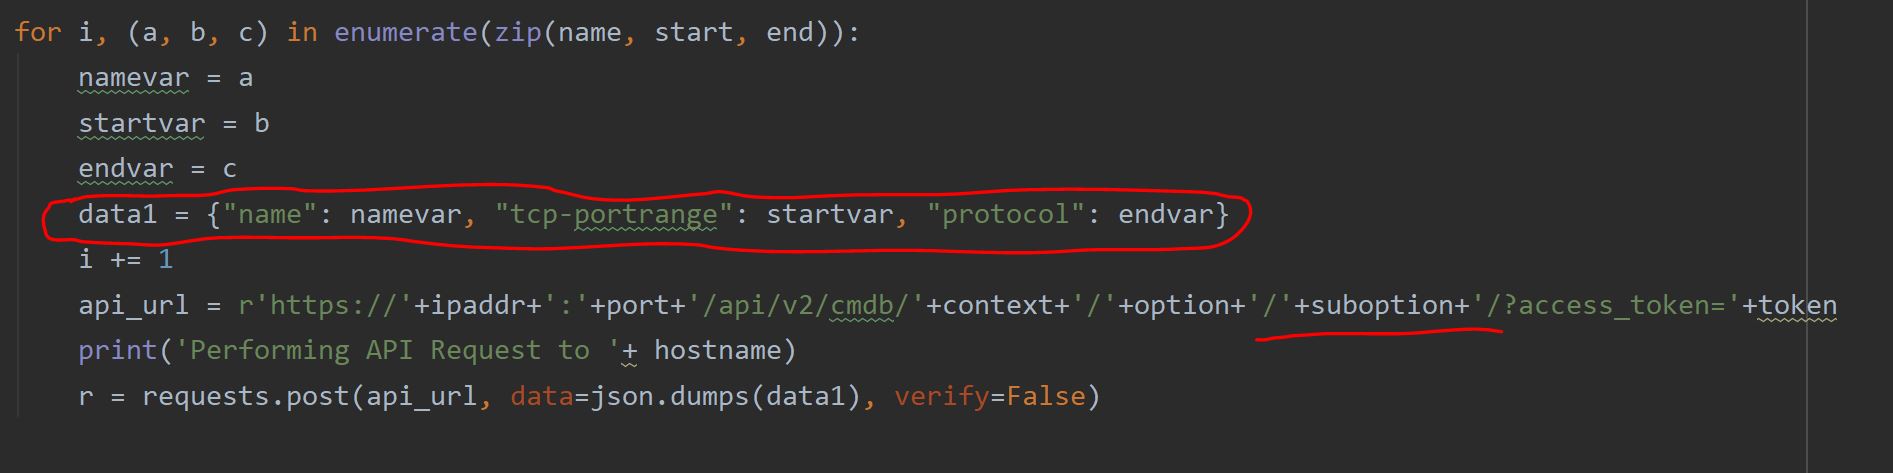 for i, (a, b, c) in enumerate(zip(name, start, end)):
    namevar = a
    startvar = b
    endvar = c
    data1 = {"name": namevar, "tcp-portrange": startvar, "protocol": endvar}
    i += 1
    api_url = r'https://'+ipaddr+':'+port+'/api/v2/cmdb/'+context+'/'+option+'/'+suboption+'/?access_token='+token
    print('Performing API Request to '+ hostname)
    r = requests.post(api_url, data=json.dumps(data1), verify=False)